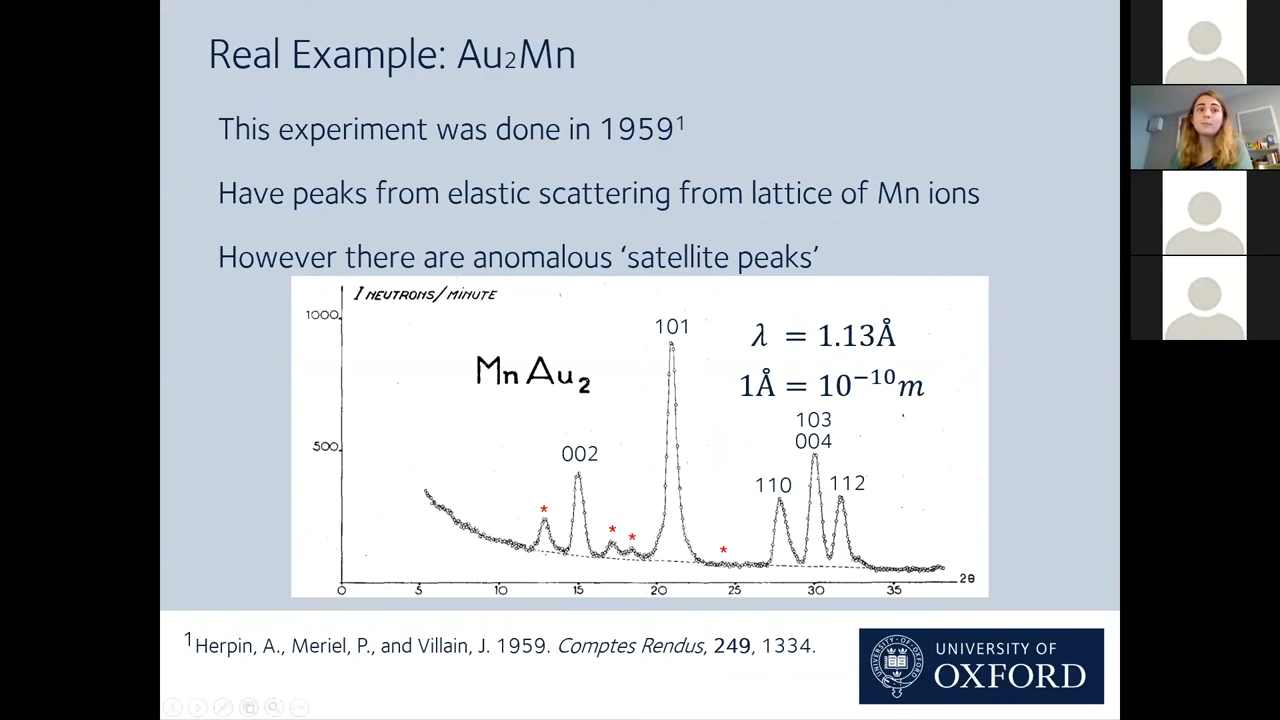 Real Example: Au₂Mn
This experiment was done in 1959¹
Have peaks from elastic scattering from lattice of Mn ions
However there are anomalous ‘satellite peaks’
I NEUTRONS/MINUTE
1000
101
λ = 1.13Å
MnAu₂
1Å = 10⁻¹⁰m
103
500
002
004
110
112
*
*
*
*
2θ
0 5 10 15 20 25 30 35
¹Herpin, A., Meriel, P., and Villain, J. 1959. Comptes Rendus, 249, 1334.
UNIVERSITY OF
OXFORD